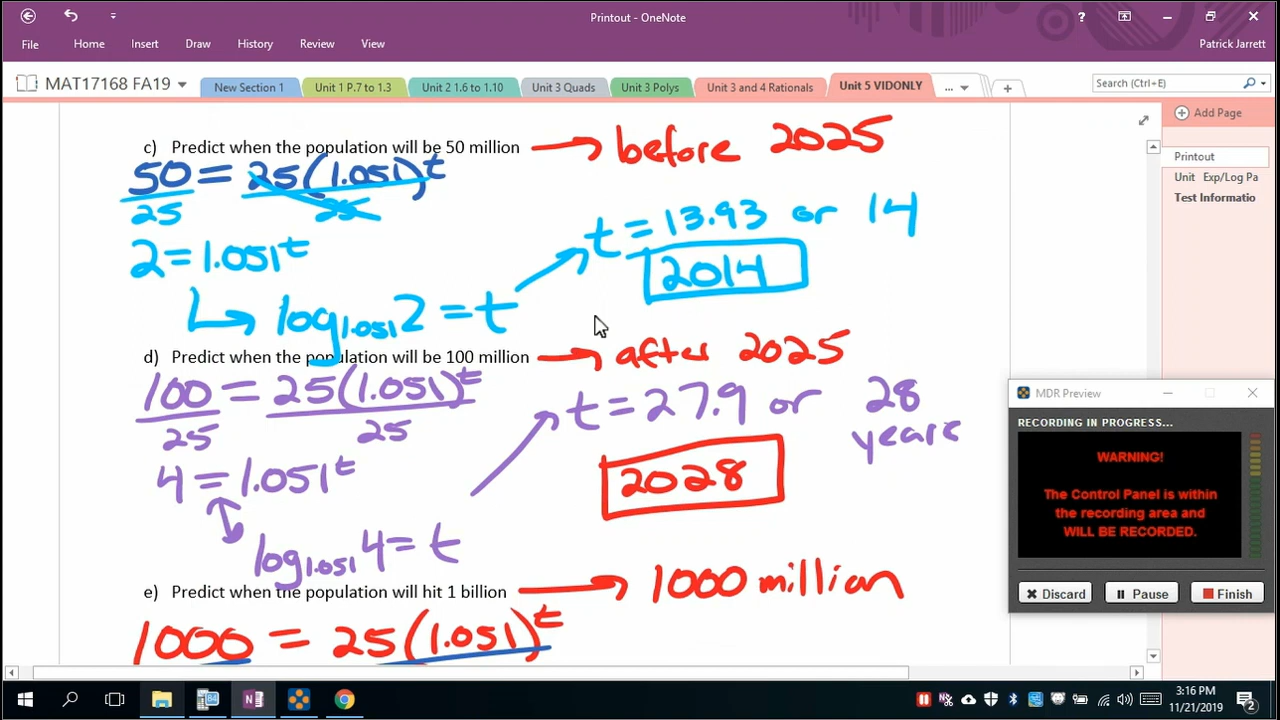 Printout - OneNote
?
File Home Insert Draw History Review View
Patrick Jarrett
MAT17168 FA19
New Section 1
Unit 1 P.7 to 1.3
Unit 2 1.6 to 1.10
Unit 3 Quads
Unit 3 Polys
Unit 3 and 4 Rationals
Unit 5 VIDONLY
...
+
Search (Ctrl+E)
Add Page
Printout
Unit Exp/Log Pa
Test Informatio
c) Predict when the population will be 50 million → before 2025
50 = 25(1.051)^t
25 25
t = 13.93 or 14
2 = 1.051^t
2014
log_1.051 2 = t
d) Predict when the population will be 100 million → after 2025
100 = 25(1.051)^t
25 25
t = 27.9 or 28
years
4 = 1.051^t
2028
log_1.051 4 = t
e) Predict when the population will hit 1 billion → 1000 million
1000 = 25(1.051)^t
MDR Preview
RECORDING IN PROGRESS...
WARNING!
The Control Panel is within
the recording area and
WILL BE RECORDED.
Discard
Pause
Finish
3:16 PM
11/21/2019
2